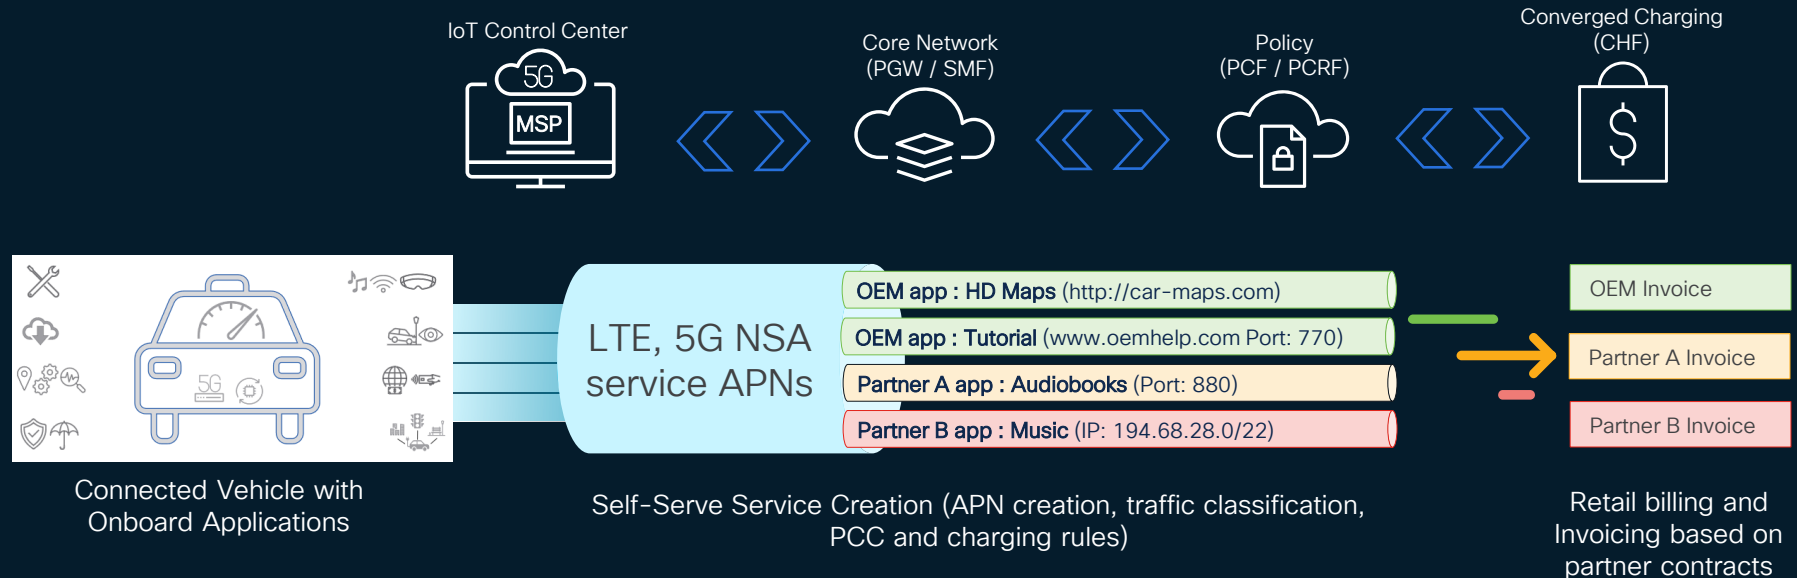 IoT Control Center
5G
MSP
Core Network
(PGW / SMF)
Policy
(PCF / PCRF)
Converged Charging
(CHF)
$
5G
LTE, 5G NSA
service APNs
OEM app : HD Maps (http://car-maps.com)
OEM app : Tutorial (www.oemhelp.com Port: 770)
Partner A app : Audiobooks (Port: 880)
Partner B app : Music (IP: 194.68.28.0/22)
OEM Invoice
Partner A Invoice
Partner B Invoice
Connected Vehicle with
Onboard Applications
Self-Serve Service Creation (APN creation, traffic classification,
PCC and charging rules)
Retail billing and
Invoicing based on
partner contracts